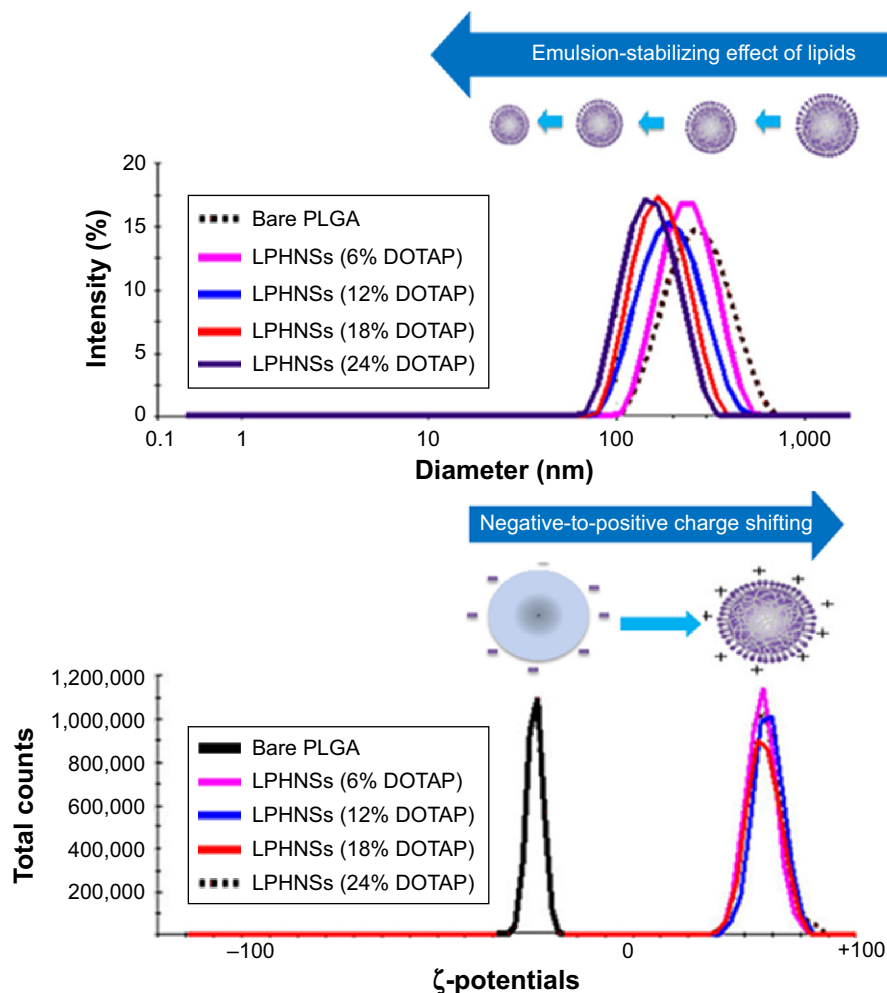 Emulsion-stabilizing effect of lipids
20
15
10
5
0
Intensity (%)
Bare PLGA
LPHNSs (6% DOTAP)
LPHNSs (12% DOTAP)
LPHNSs (18% DOTAP)
LPHNSs (24% DOTAP)
0.1 1 10 100 1,000
Diameter (nm)
Negative-to-positive charge shifting
1,200,000
1,000,000
800,000
600,000
400,000
200,000
Total counts
Bare PLGA
LPHNSs (6% DOTAP)
LPHNSs (12% DOTAP)
LPHNSs (18% DOTAP)
LPHNSs (24% DOTAP)
–100 0 +100
ζ-potentials